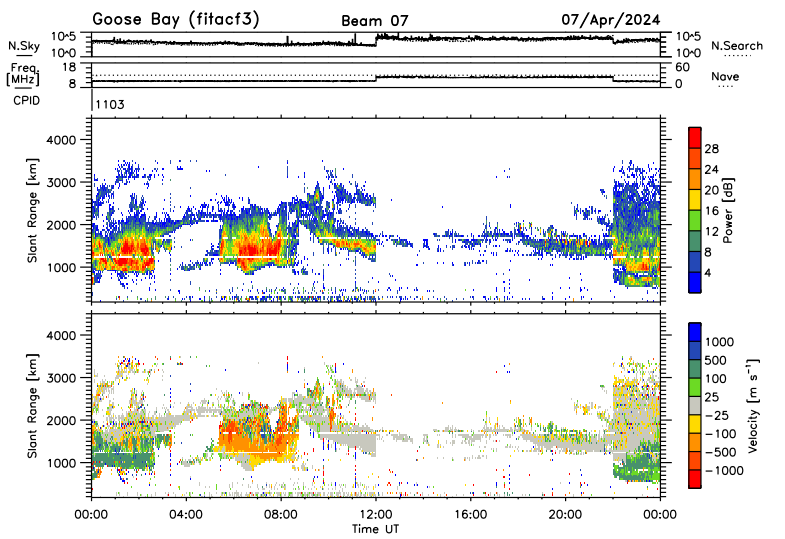 Goose Bay (fitacf3) Beam 07 07/Apr/2024
N.Sky 10^5 10^0 10^5 10^0 N.Search
Freq. [MHz] 18 8 60 0 Nave
CPID 1103
Slant Range [km] 4000 3000 2000 1000
Power [dB] 28 24 20 16 12 8 4
Slant Range [km] 4000 3000 2000 1000
Velocity [m s⁻¹] 1000 500 100 25 −25 −100 −500 −1000
00:00 04:00 08:00 12:00 16:00 20:00 00:00
Time UT